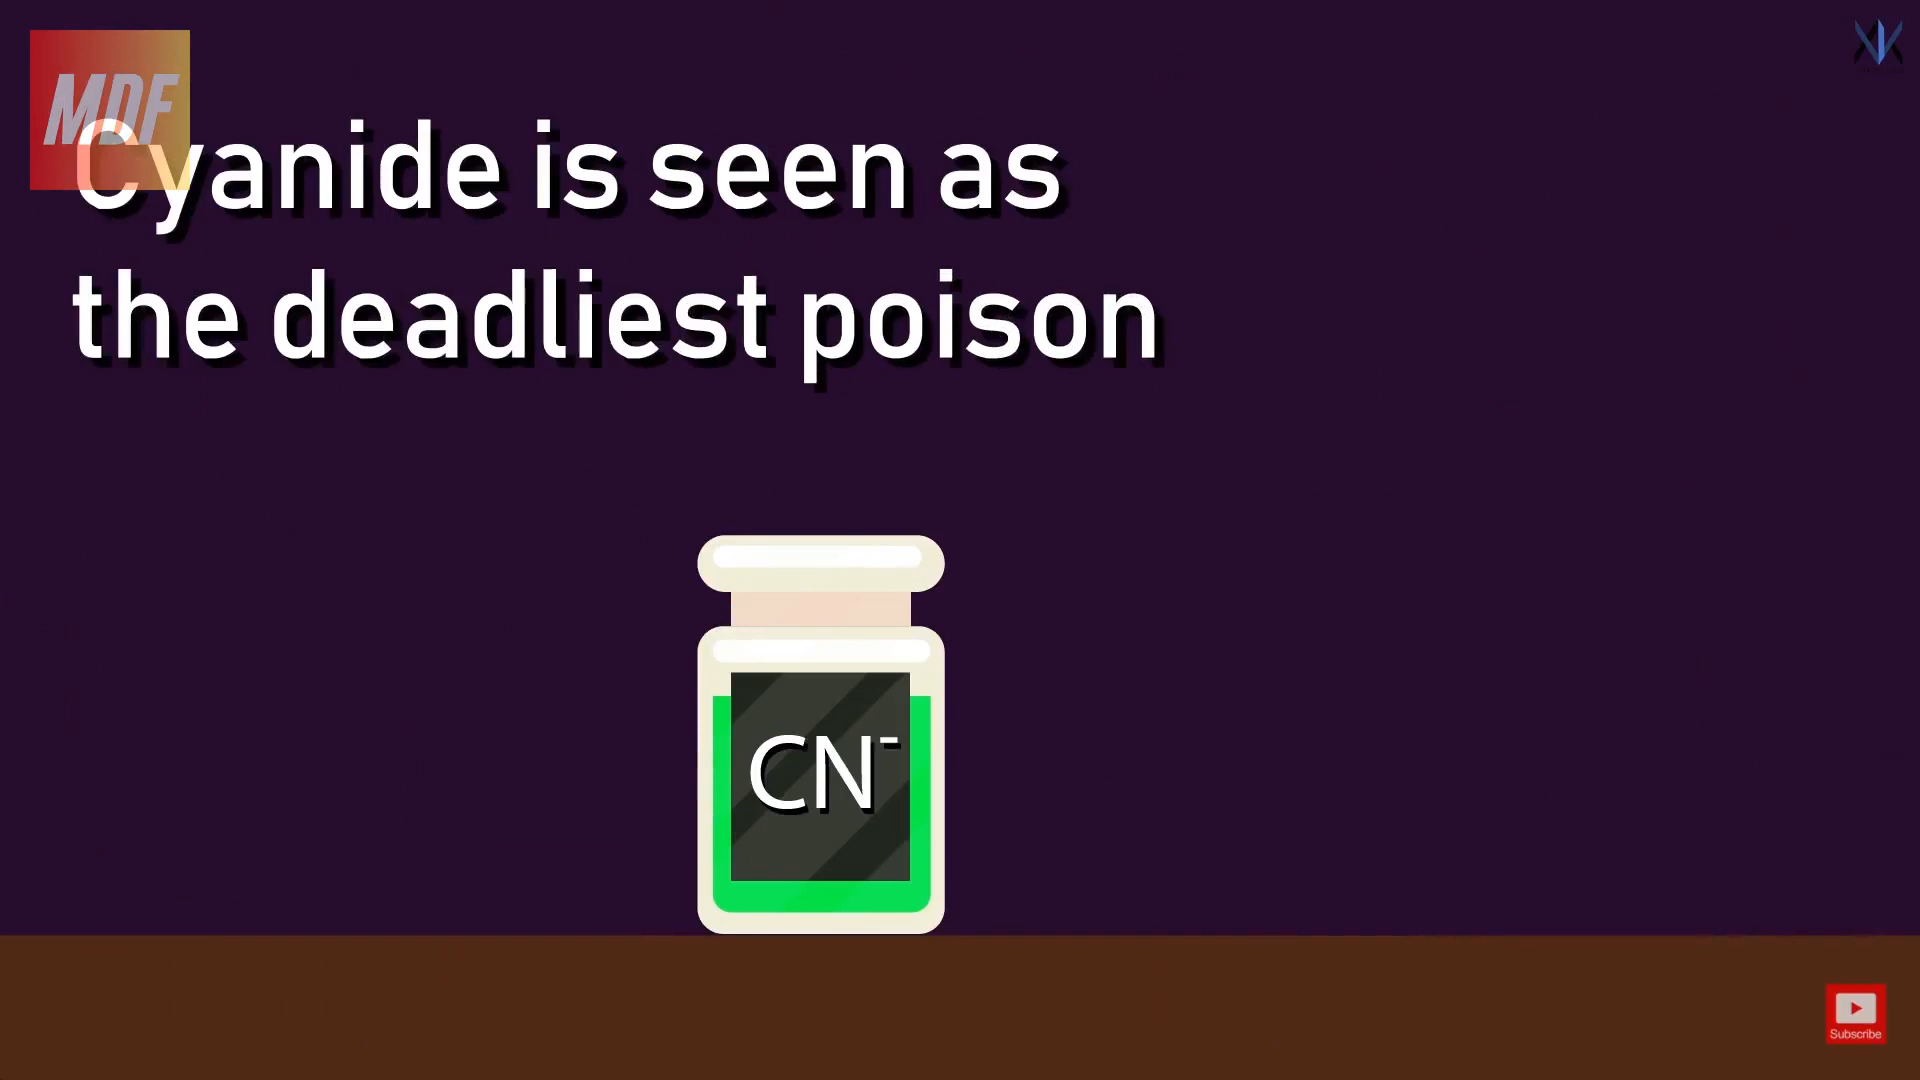 MDF
Cyanide is seen as
the deadliest poison
CN⁻
Subscribe